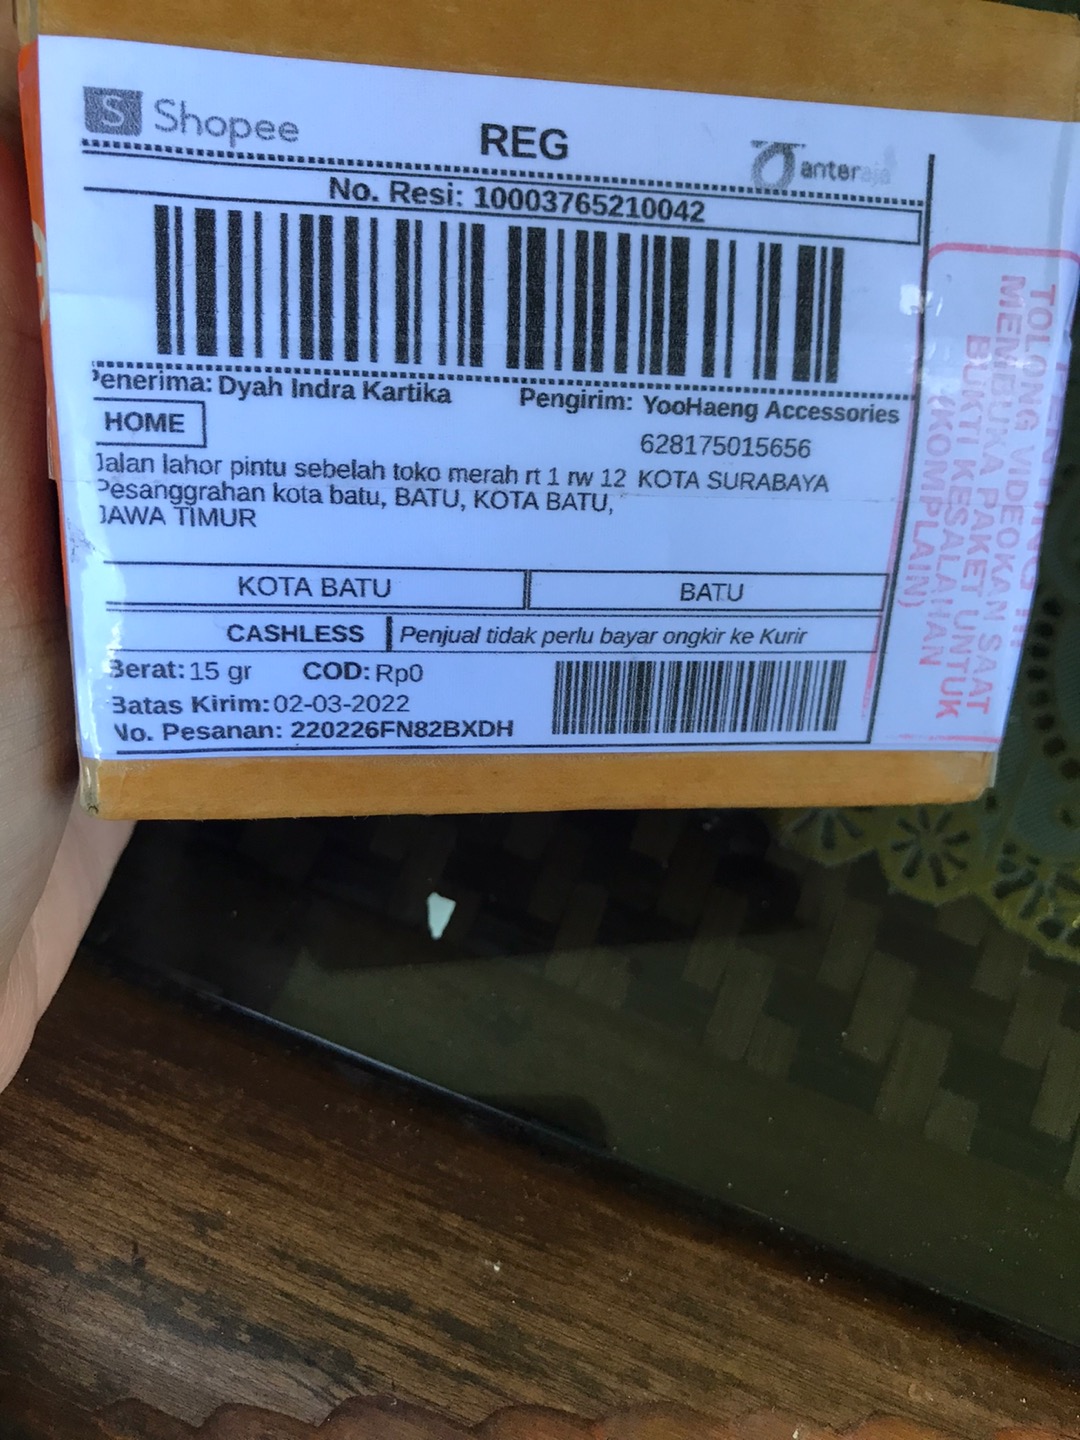 Shopee
REG
anteraja
No. Resi: 10003765210042
Penerima: Dyah Indra Kartika
Pengirim: YooHaeng Accessories
HOME
628175015656
Jalan lahor pintu sebelah toko merah rt 1 rw 12
KOTA SURABAYA
Pesanggrahan kota batu, BATU, KOTA BATU,
JAWA TIMUR
KOTA BATU
BATU
CASHLESS
Penjual tidak perlu bayar ongkir ke Kurir
Berat: 15 gr
COD: Rp0
Batas Kirim: 02-03-2022
No. Pesanan: 220226FN82BXDH
TOLONG VIDEOKAN SAAT
MEMBUKA PAKET UNTUK
BUKTI KESALAHAN
(KOMPLAIN)